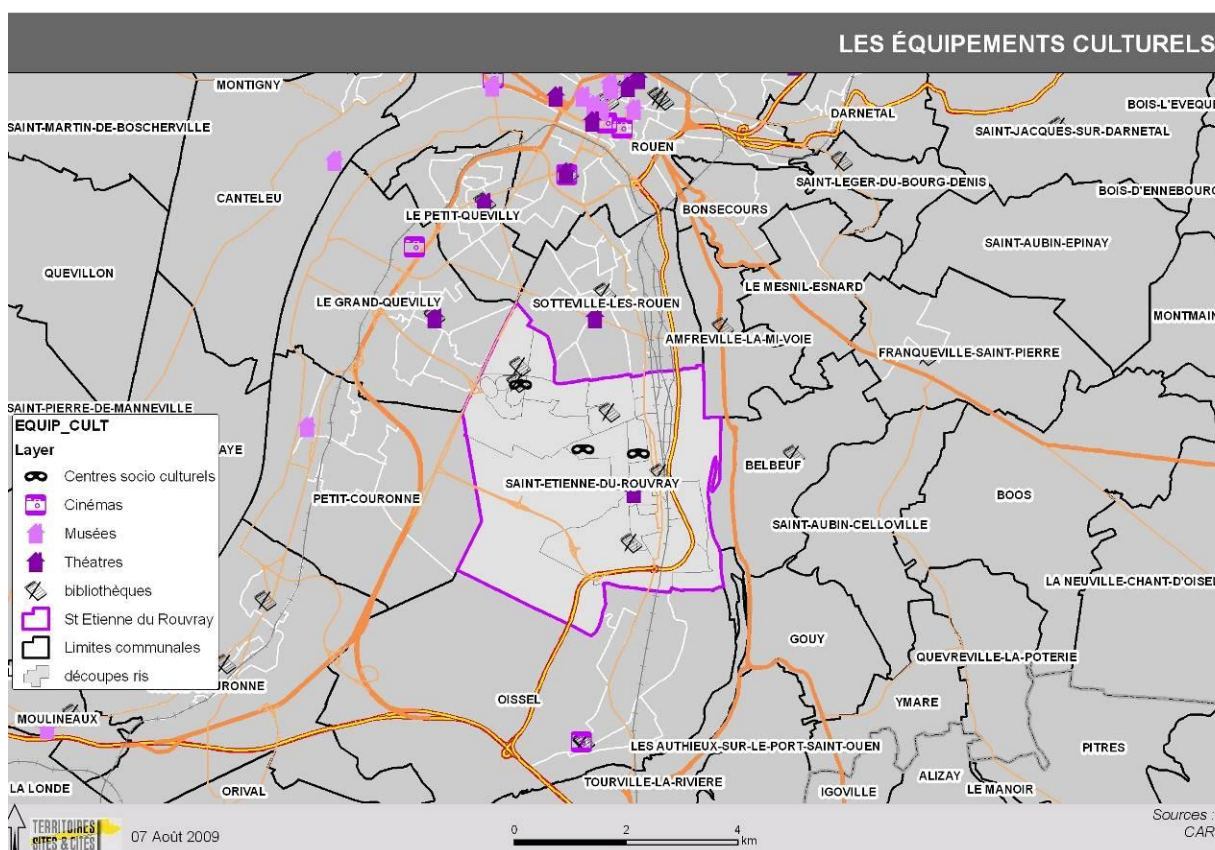 LES ÉQUIPEMENTS CULTURELS
MONTIGNY
BOIS-L'EVEQU
SAINT-MARTIN-DE-BOSCHERVILLE
DARNETAL
SAINT-JACQUES-SUR-DARNETAL
ROUEN
CANTELEU
SAINT-LEGER-DU-BOURG-DENIS
BOIS-D'ENNEBOURG
LE PETIT-QUEVILLY
BONSECOURS
SAINT-AUBIN-EPINAY
QUEVILLON
LE MESNIL-ESNARD
LE GRAND-QUEVILLY
SOTTEVILLE-LES-ROUEN
MONTMAIN
AMFREVILLE-LA-MI-VOIE
FRANQUEVILLE-SAINT-PIERRE
SAINT-PIERRE-DE-MANNEVILLE
EQUIP_CULT
Layer
AYE
Centres socio culturels
Cinémas
Musées
Théatres
bibliothèques
St Etienne du Rouvray
Limites communales
découpes ris
BELBEUF
SAINT-ETIENNE-DU-ROUVRAY
PETIT-COURONNE
BOOS
SAINT-AUBIN-CELLOVILLE
LA NEUVILLE-CHANT-D'OISEL
GOUY
QUEVREVILLE-LA-POTERIE
OURONNE
OISSEL
YMARE
MOULINEAUX
LES AUTHIEUX-SUR-LE-PORT-SAINT-OUEN
PITRES
TOURVILLE-LA-RIVIERE
ALIZAY
LA LONDE
ORIVAL
IGOVILLE
LE MANOIR
N
TERRITOIRES
SITES & CITÉS
07 Août 2009
0 2 4
km
Sources :
CAR